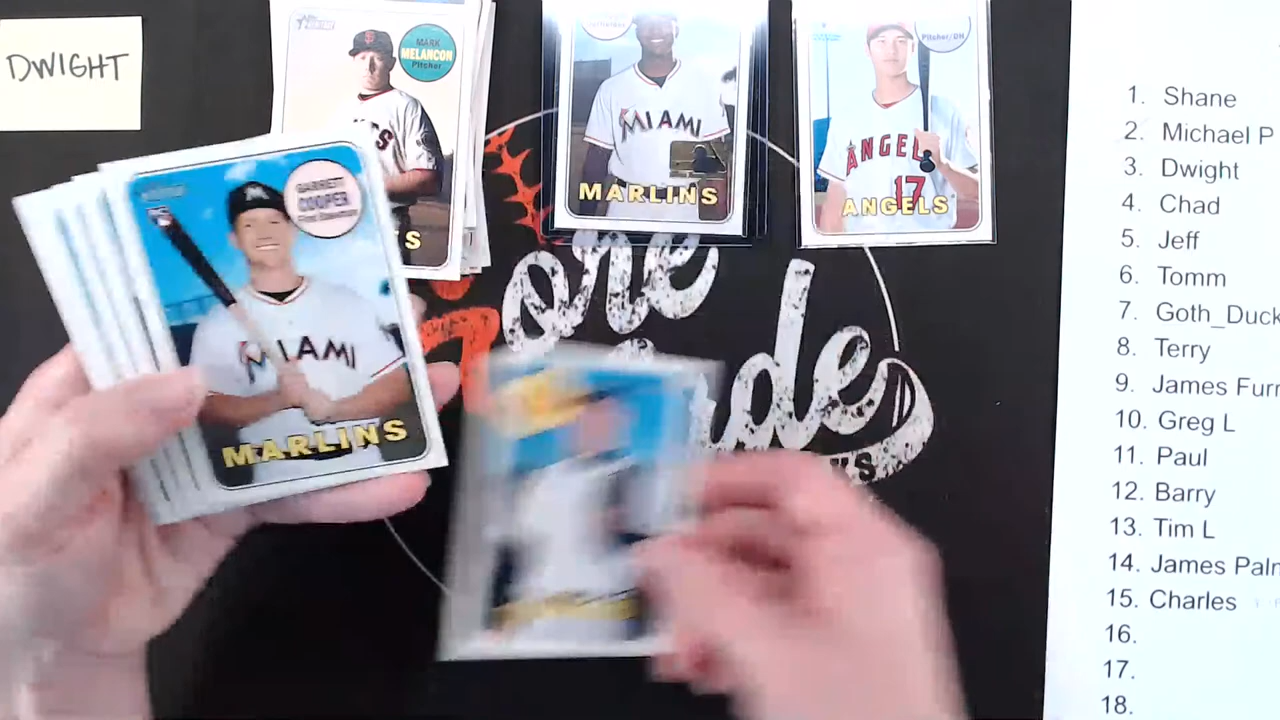 DWIGHT
MARK
MELANCON
Pitcher
S
MIAMI
MARLINS
Pitcher/DH
ANGELS
17
ANGELS
GARRETT
COOPER
MIAMI
MARLINS
ore
1. Shane
2. Michael P
3. Dwight
4. Chad
5. Jeff
6. Tomm
7. Goth_Duck
8. Terry
9. James Furr
10. Greg L
11. Paul
12. Barry
13. Tim L
14. James Paln
15. Charles
16.
17.
18.